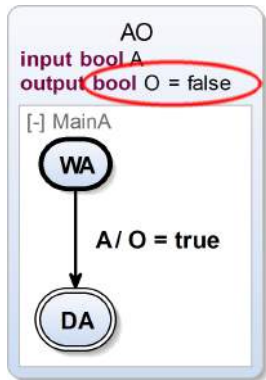 AO
input bool A
output bool O = false
[-] MainA
WA
A / O = true
DA